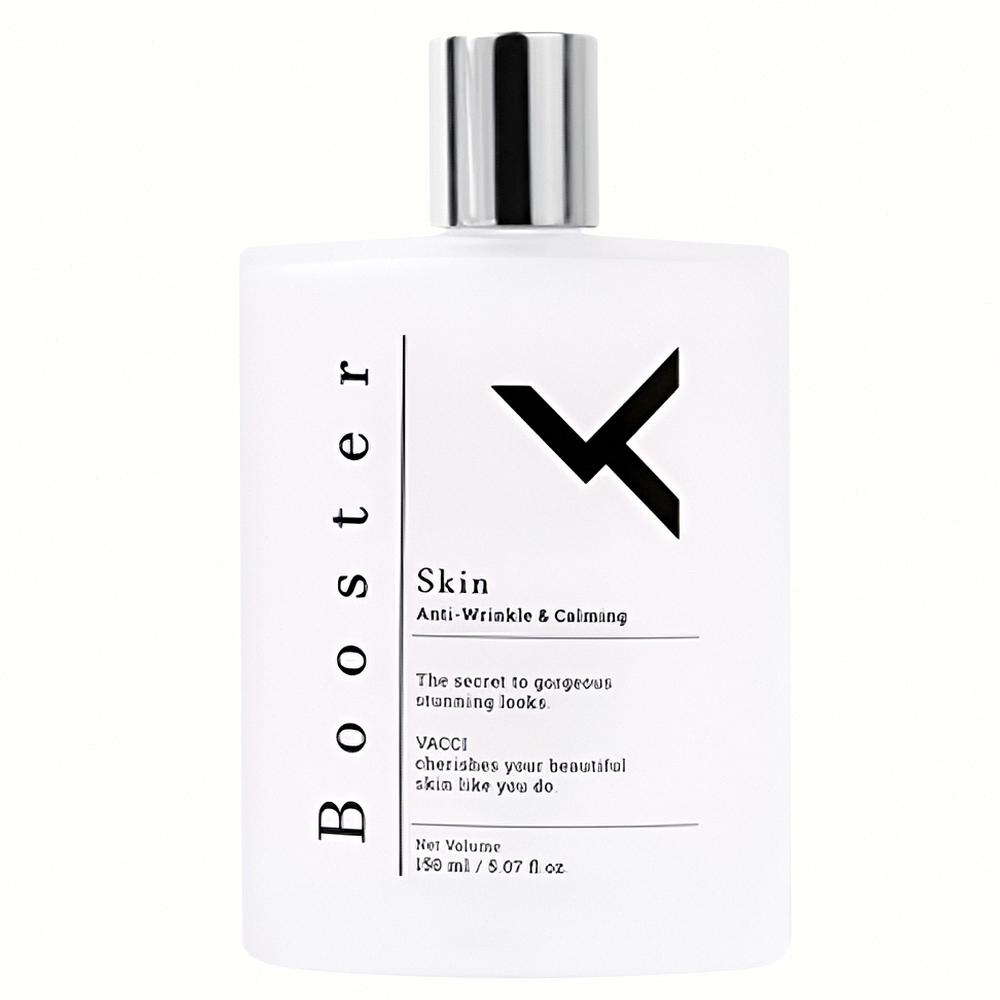 Booster
Skin
Anti-Wrinkle & Calming
The secret to gorgeous
stunning looks.
VACCI
cherishes your beautiful
skin like you do.
Net Volume
150 ml / 5.07 fl.oz.